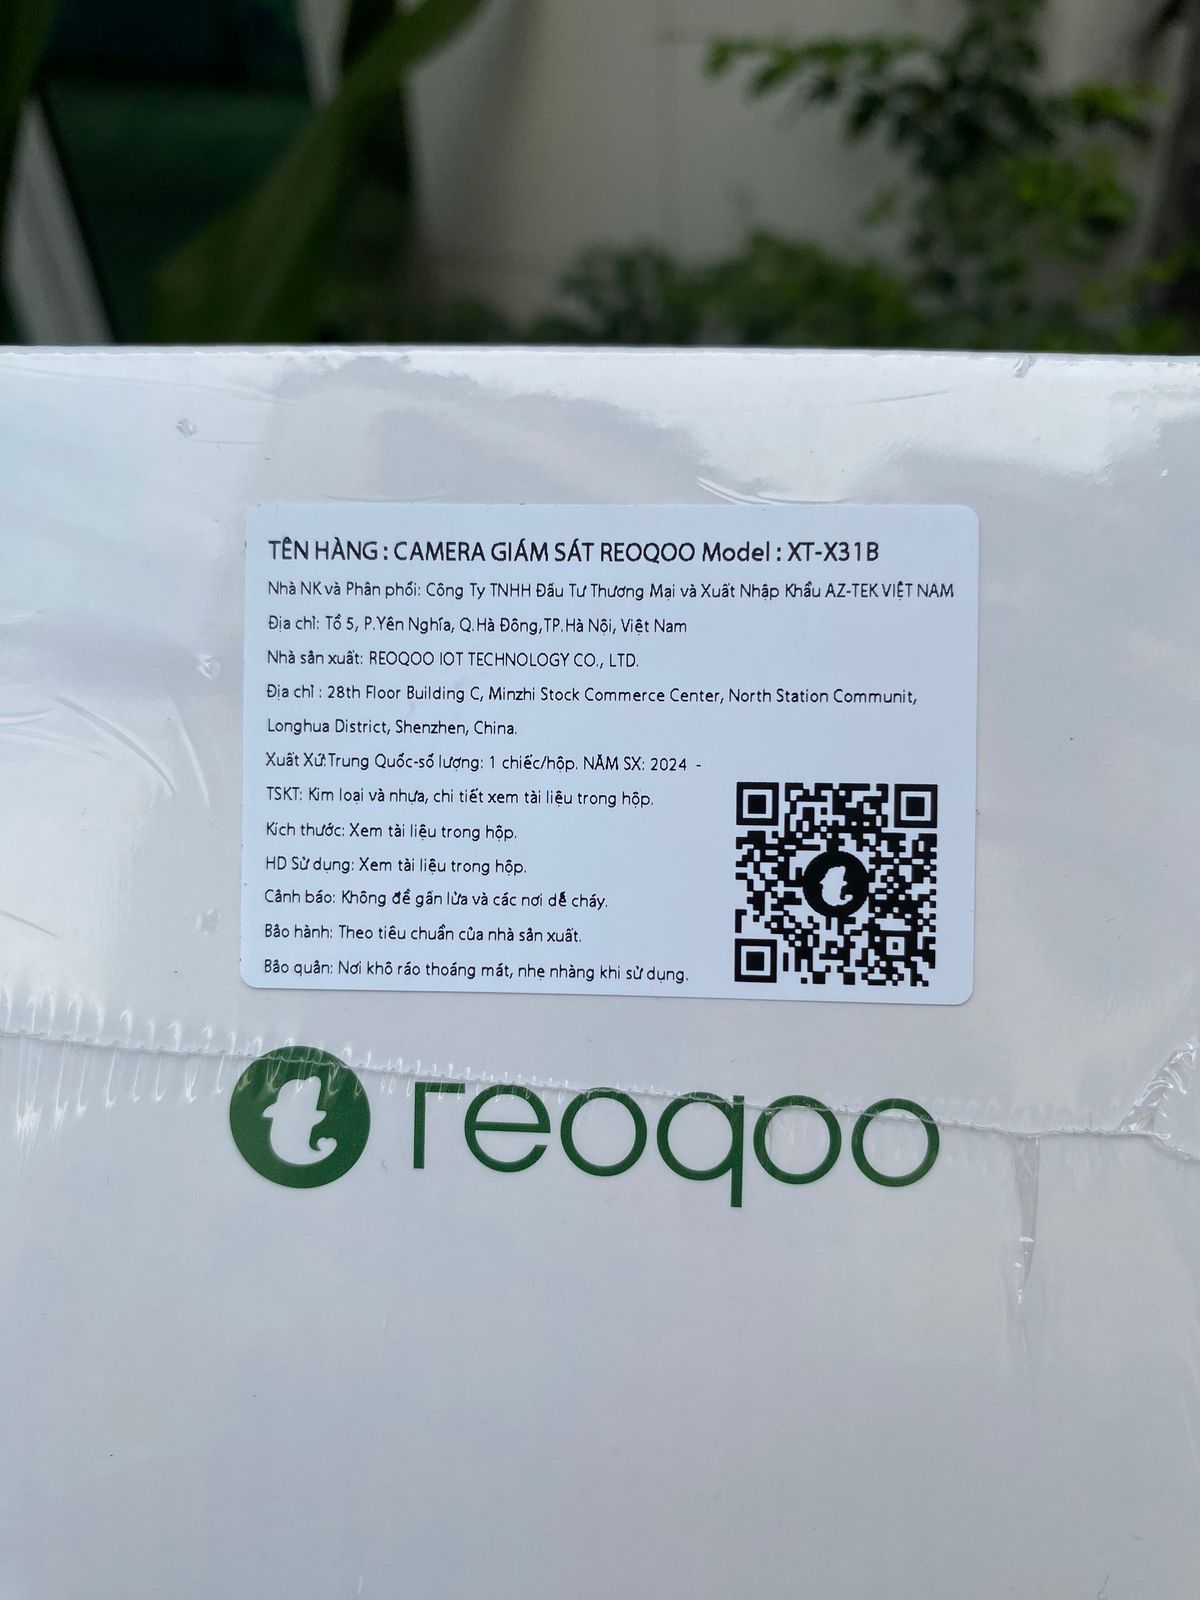 TÊN HÀNG : CAMERA GIÁM SÁT REOQOO Model : XT-X31B
Nhà NK và Phân phối: Công Ty TNHH Đầu Tư Thương Mại và Xuất Nhập Khẩu AZ-TEK VIỆT NAM
Địa chỉ: Tổ 5, P.Yên Nghĩa, Q.Hà Đông,TP.Hà Nội, Việt Nam
Nhà sản xuất: REOQOO IOT TECHNOLOGY CO., LTD.
Địa chỉ : 28th Floor Building C, Minzhi Stock Commerce Center, North Station Communit,
Longhua District, Shenzhen, China.
Xuất Xứ:Trung Quốc-số lượng: 1 chiếc/hộp. NĂM SX: 2024 -
TSKT: Kim loại và nhựa, chi tiết xem tài liệu trong hộp.
Kích thước: Xem tài liệu trong hộp.
HD Sử dụng: Xem tài liệu trong hộp.
Cảnh báo: Không để gần lửa và các nơi dễ cháy.
Bảo hành: Theo tiêu chuẩn của nhà sản xuất.
Bảo quản: Nơi khô ráo thoáng mát, nhẹ nhàng khi sử dụng.
reoqoo